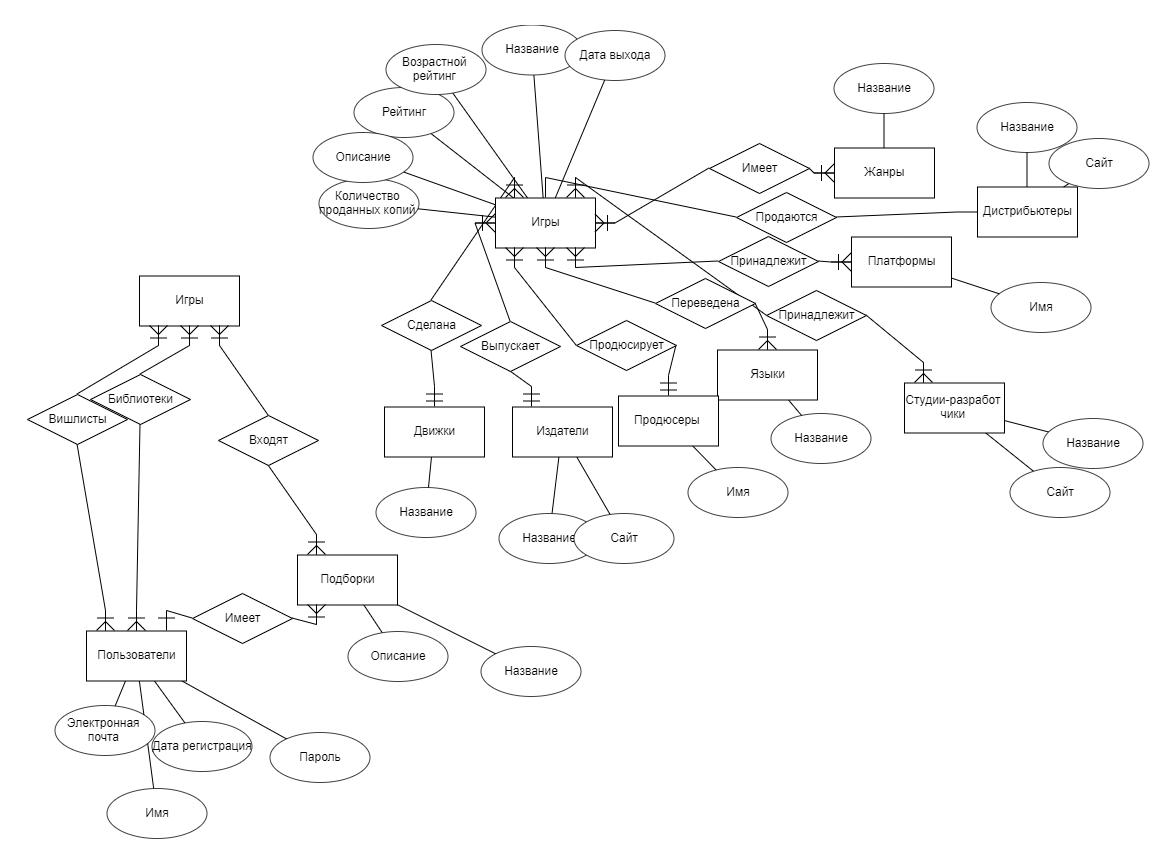 Название
Дата выхода
Возрастной
рейтинг
Рейтинг
Описание
Количество
проданных копий
Игры
Имеет
Название
Жанры
Название
Сайт
Продаются
Дистрибьютеры
Принадлежит
Платформы
Имя
Переведена
Принадлежит
Сделана
Выпускает
Продюсирует
Языки
Название
Студии-разработ
чики
Название
Сайт
Движки
Название
Издатели
Название
Сайт
Продюсеры
Имя
Игры
Вишлисты
Библиотеки
Входят
Подборки
Имеет
Описание
Название
Пользователи
Электронная
почта
Дата регистрация
Пароль
Имя